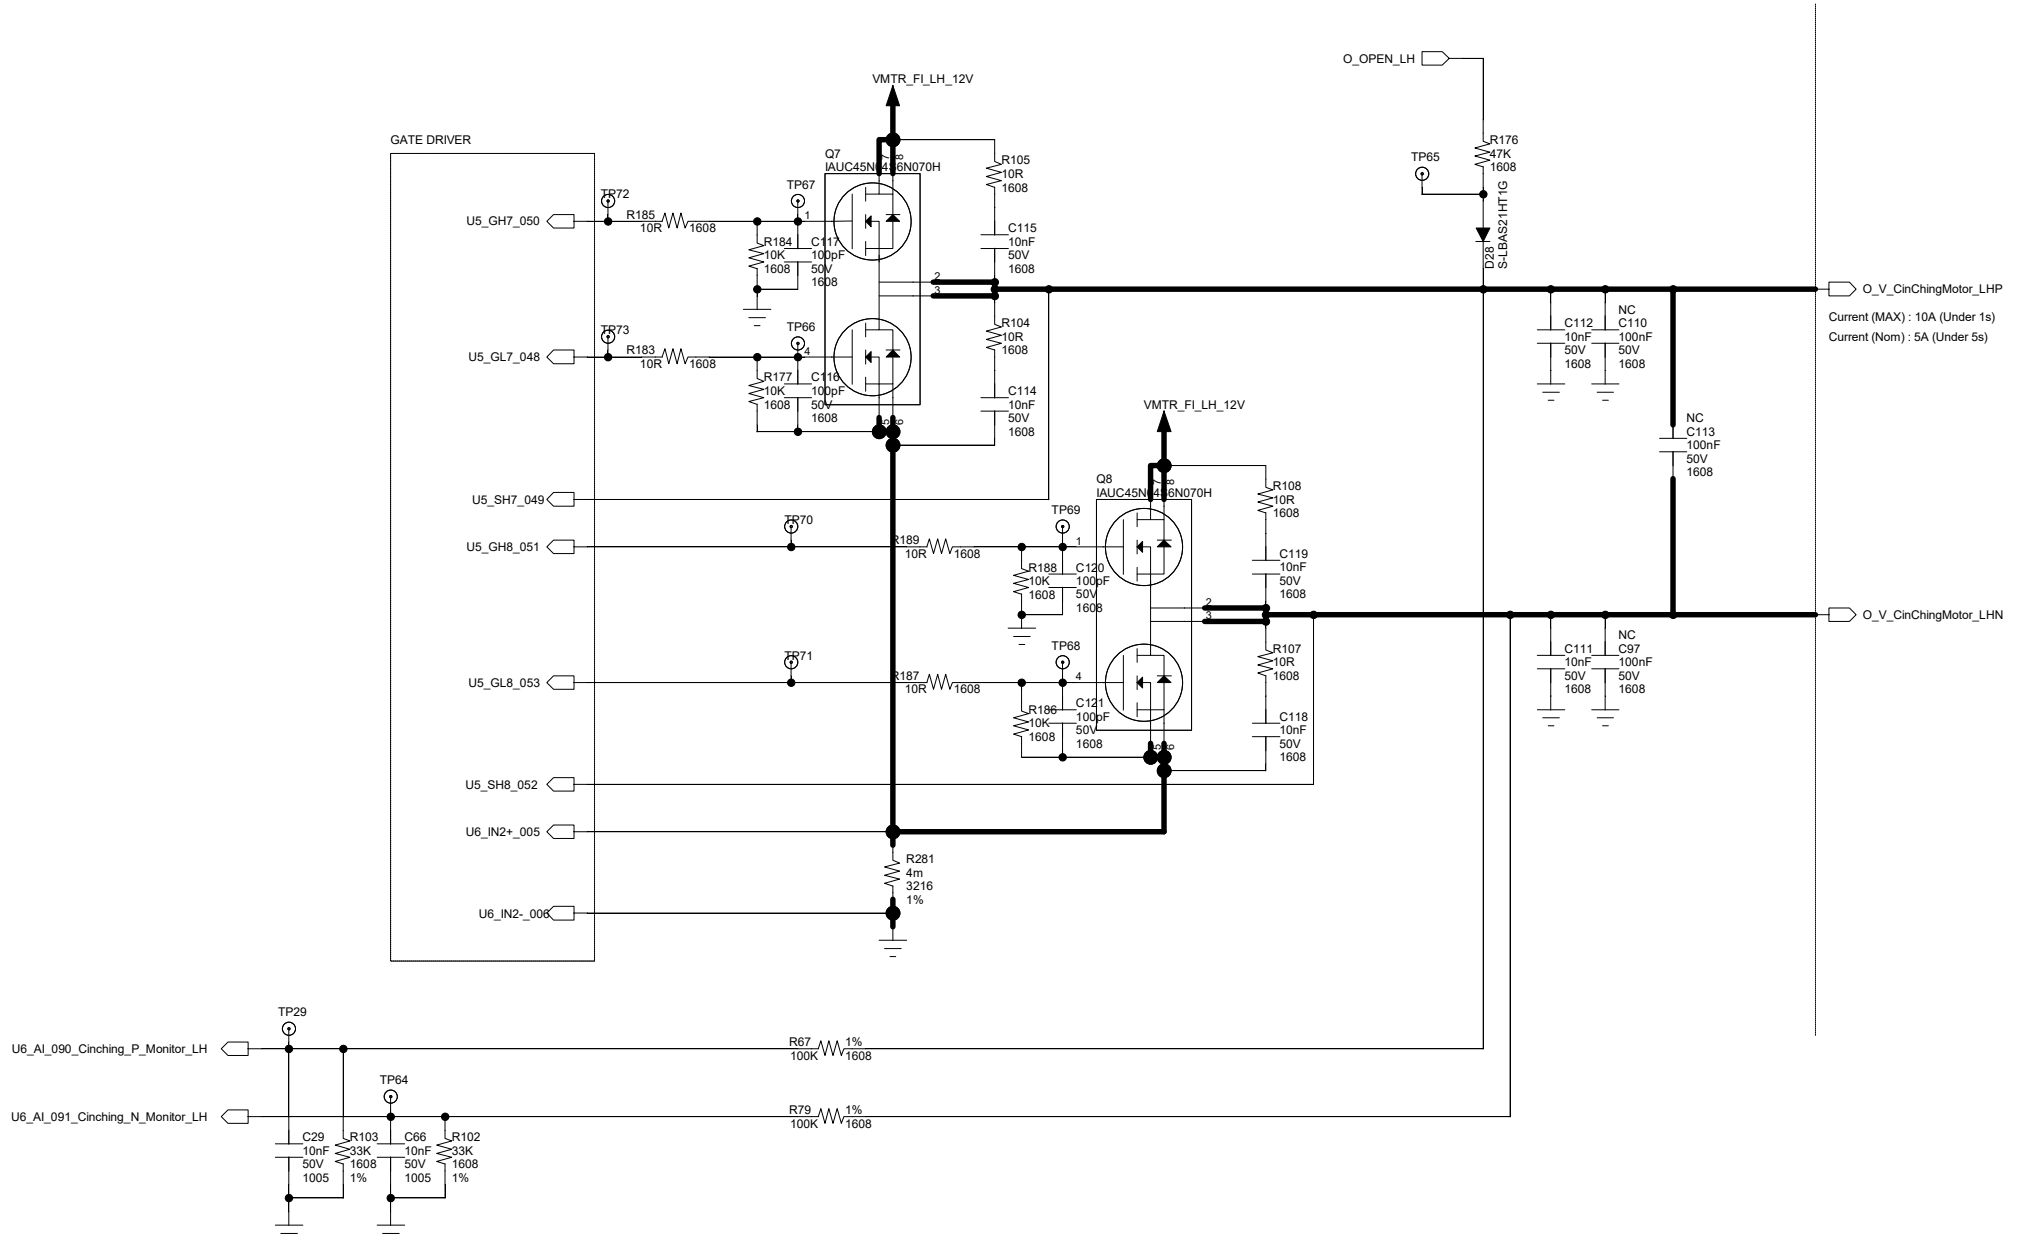 O_OPEN_LH
VMTR_FI_LH_12V
GATE DRIVER
Q7
IAUC45N04S6N070H
7
8
R105
10R
1608
R176
47K
1608
TP65
TP72
TP67
U5_GH7_050
R185
10R
1608
1
R184
10K
1608
C117
100pF
50V
1608
C115
10nF
50V
1608
D28
S-LBAS21HT1G
2
3
O_V_CinChingMotor_LHP
Current (MAX) : 10A (Under 1s)
Current (Nom) : 5A (Under 5s)
TP73
TP66
U5_GL7_048
R183
10R
1608
4
R177
10K
1608
C116
100pF
50V
1608
R104
10R
1608
C114
10nF
50V
1608
5
6
C112
10nF
50V
1608
NC
C110
100nF
50V
1608
VMTR_FI_LH_12V
NC
C113
100nF
50V
1608
U5_SH7_049
Q8
IAUC45N04S6N070H
7
8
R108
10R
1608
TP70
TP69
U5_GH8_051
R189
10R
1608
1
R188
10K
1608
C120
100pF
50V
1608
C119
10nF
50V
1608
2
3
O_V_CinChingMotor_LHN
TP71
TP68
U5_GL8_053
R187
10R
1608
4
R186
10K
1608
C121
100pF
50V
1608
R107
10R
1608
C118
10nF
50V
1608
5
6
C111
10nF
50V
1608
NC
C97
100nF
50V
1608
U5_SH8_052
U6_IN2+_005
R281
4m
3216
1%
U6_IN2-_006
TP29
U6_AI_090_Cinching_P_Monitor_LH
R67
100K
1%
1608
TP64
U6_AI_091_Cinching_N_Monitor_LH
R79
100K
1%
1608
C29
10nF
50V
1005
R103
33K
1608
1%
C66
10nF
50V
1005
R102
33K
1608
1%